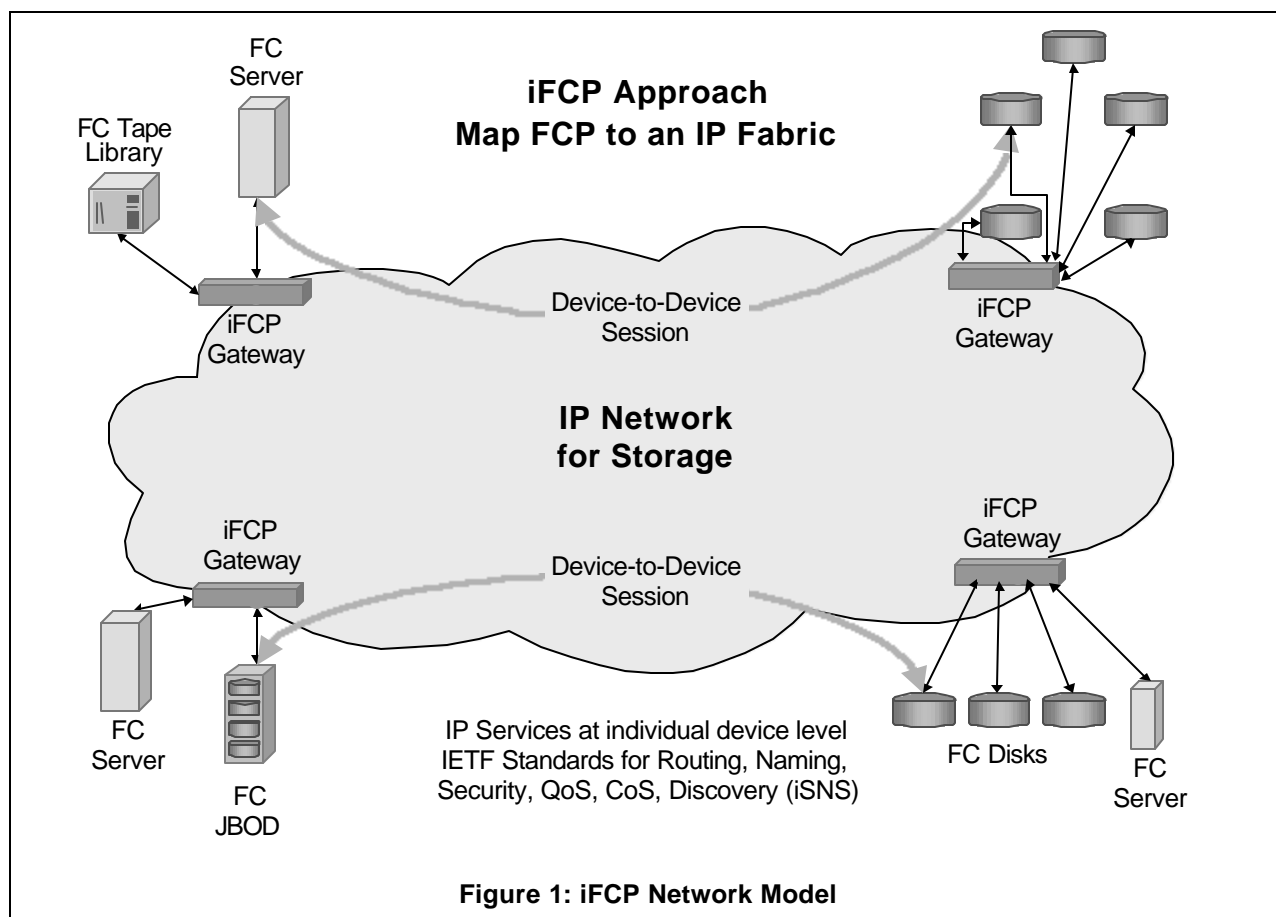 FC
Server
iFCP Approach
Map FCP to an IP Fabric
FC Tape
Library
iFCP
Gateway
Device-to-Device
Session
iFCP
Gateway
IP Network
for Storage
iFCP
Gateway
iFCP
Gateway
Device-to-Device
Session
FC
Server
FC
JBOD
IP Services at individual device level
IETF Standards for Routing, Naming,
Security, QoS, CoS, Discovery (iSNS)
FC Disks
FC
Server
Figure 1: iFCP Network Model